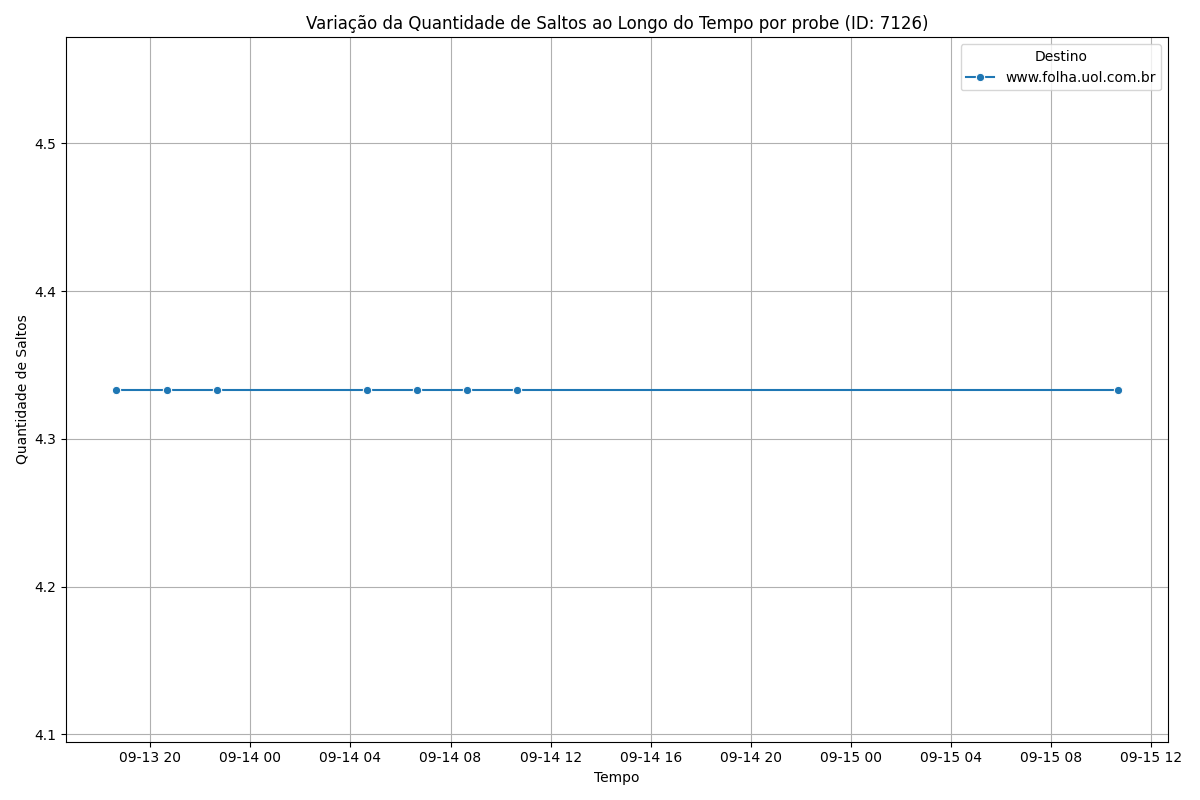 Variação da Quantidade de Saltos ao Longo do Tempo por probe (ID: 7126)
Destino
www.folha.uol.com.br
Quantidade de Saltos
4.5
4.4
4.3
4.2
4.1
09-13 20 09-14 00 09-14 04 09-14 08 09-14 12 09-14 16 09-14 20 09-15 00 09-15 04 09-15 08 09-15 12
Tempo